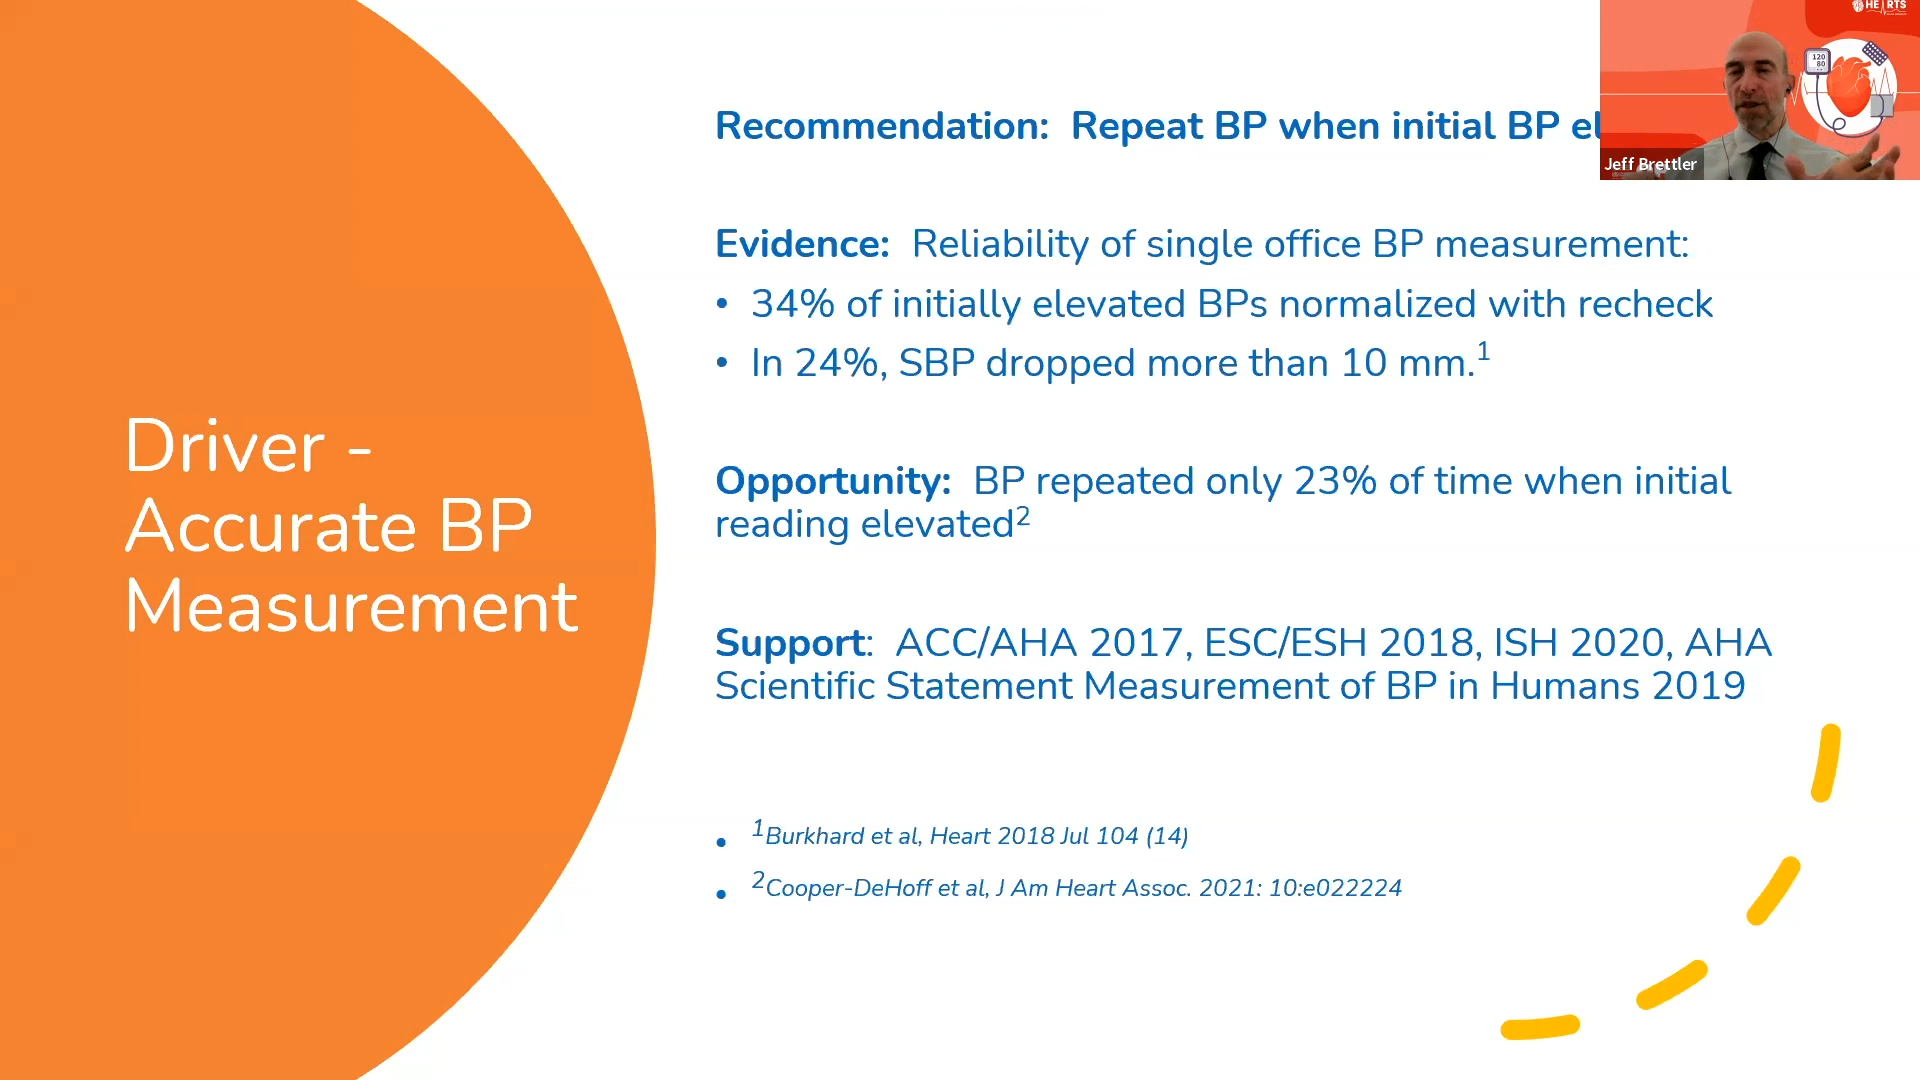 HEARTS
120
80
Jeff Brettler
Recommendation:  Repeat BP when initial BP el
Evidence:  Reliability of single office BP measurement:
• 34% of initially elevated BPs normalized with recheck
• In 24%, SBP dropped more than 10 mm.1
Opportunity:  BP repeated only 23% of time when initial
reading elevated2
Support:  ACC/AHA 2017, ESC/ESH 2018, ISH 2020, AHA
Scientific Statement Measurement of BP in Humans 2019
• 1Burkhard et al, Heart 2018 Jul 104 (14)
• 2Cooper-DeHoff et al, J Am Heart Assoc. 2021: 10:e022224
Driver -
Accurate BP
Measurement